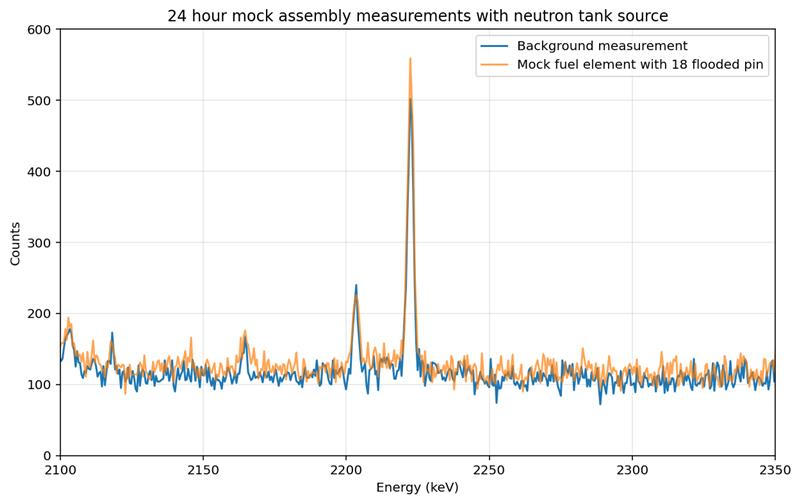 24 hour mock assembly measurements with neutron tank source
Background measurement
Mock fuel element with 18 flooded pin
600
500
400
300
200
100
0
Counts
2100
2150
2200
2250
2300
2350
Energy (keV)